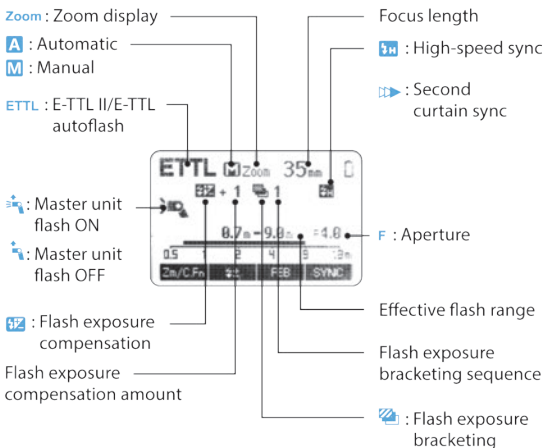 Zoom : Zoom display
A : Automatic
M : Manual
ETTL : E-TTL II/E-TTL
autoflash
Focus length
H : High-speed sync
: Second
curtain sync
ETTL M Zoom 35mm
+ 1 1 H
0.7m-9.0m 4.0
0.5 1 2 4 9 18m
Zm/C.Fn ± FEB SYNC
: Master unit
flash ON
: Master unit
flash OFF
F : Aperture
: Flash exposure
compensation
Flash exposure
compensation amount
Effective flash range
Flash exposure
bracketing sequence
: Flash exposure
bracketing